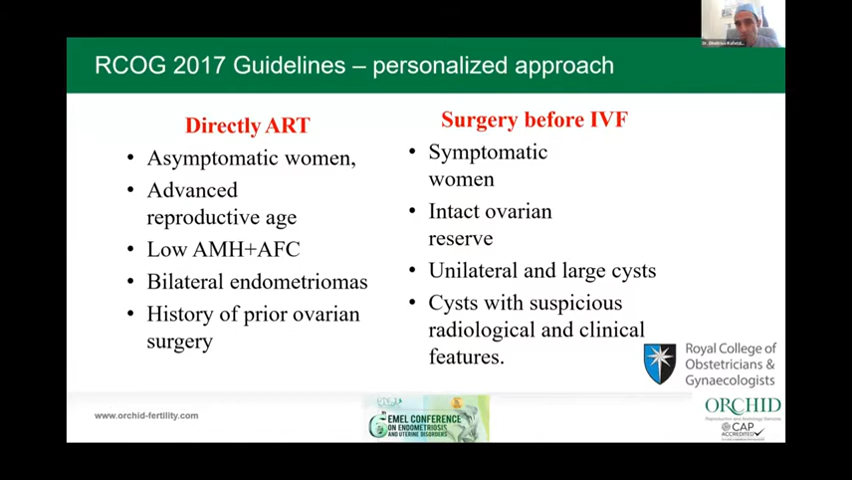 RCOG 2017 Guidelines – personalized approach
Directly ART
• Asymptomatic women,
• Advanced
reproductive age
• Low AMH+AFC
• Bilateral endometriomas
• History of prior ovarian
surgery
Surgery before IVF
• Symptomatic
women
• Intact ovarian
reserve
• Unilateral and large cysts
• Cysts with suspicious
radiological and clinical
features.
Royal College of
Obstetricians &
Gynaecologists
www.orchid-fertility.com
EMEL CONFERENCE
ON ENDOMETRIOSIS
AND UTERINE DISORDERS
ORCHID
CAP
ACCREDITED